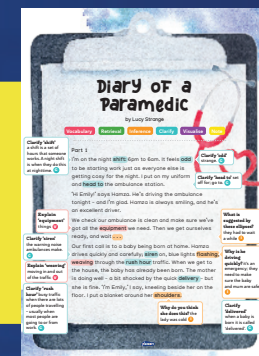 Diary of a
Paramedic
by Lucy Strange
Vocabulary Retrieval Inference Clarify Visualise
Part 1
I'm on the night shift: 6pm to 6am. It feels odd
to be starting work just as everyone else is
getting cosy for the night. I put on my uniform
and head to the ambulance station.
"Hi Emily!" says Hamza. He's driving the ambulance
tonight – and I'm glad. Hamza is always smiling, and he's
an excellent driver.
We check our ambulance is clean and make sure we've
got all the equipment we need. Then we get ourselves
ready, and wait . . .
Our first call is to a baby being born at home. Hamza
drives quickly and carefully; siren on, blue lights flashing,
weaving through the rush hour traffic. When we get to
the house, the baby has already been born. The mother
is doing well – a bit shocked by the quick delivery – but
she is fine. "I'm Emily," I say, kneeling beside her on the
floor. I put a blanket around her shoulders.
Clarify 'shift'
a shift is a set of
hours that someone
works. A night shift
is when they do this
at nighttime. C
Explain
'equipment'
things V
Clarify 'siren'
the warning noise
ambulances
make C
Explain 'weaving'
moving in and out
of the traffic V
Clarify 'rush
hour' busy traffic
when there are lots
of people travelling
– usually when
most people are
going to or from
work. C
Clarify 'odd'
strange. C
Clarify 'head to' set
off for; go to. C
What is
suggested by
these ellipses?
they had to wait
a while I
Why is he
driving
quickly? it's an
emergency; they
need to make
sure the baby
and mum are safe I
Clarify
'delivery'
when a baby is
born it is called
'delivered' C
Why do they
she does this? the
lady was cold I